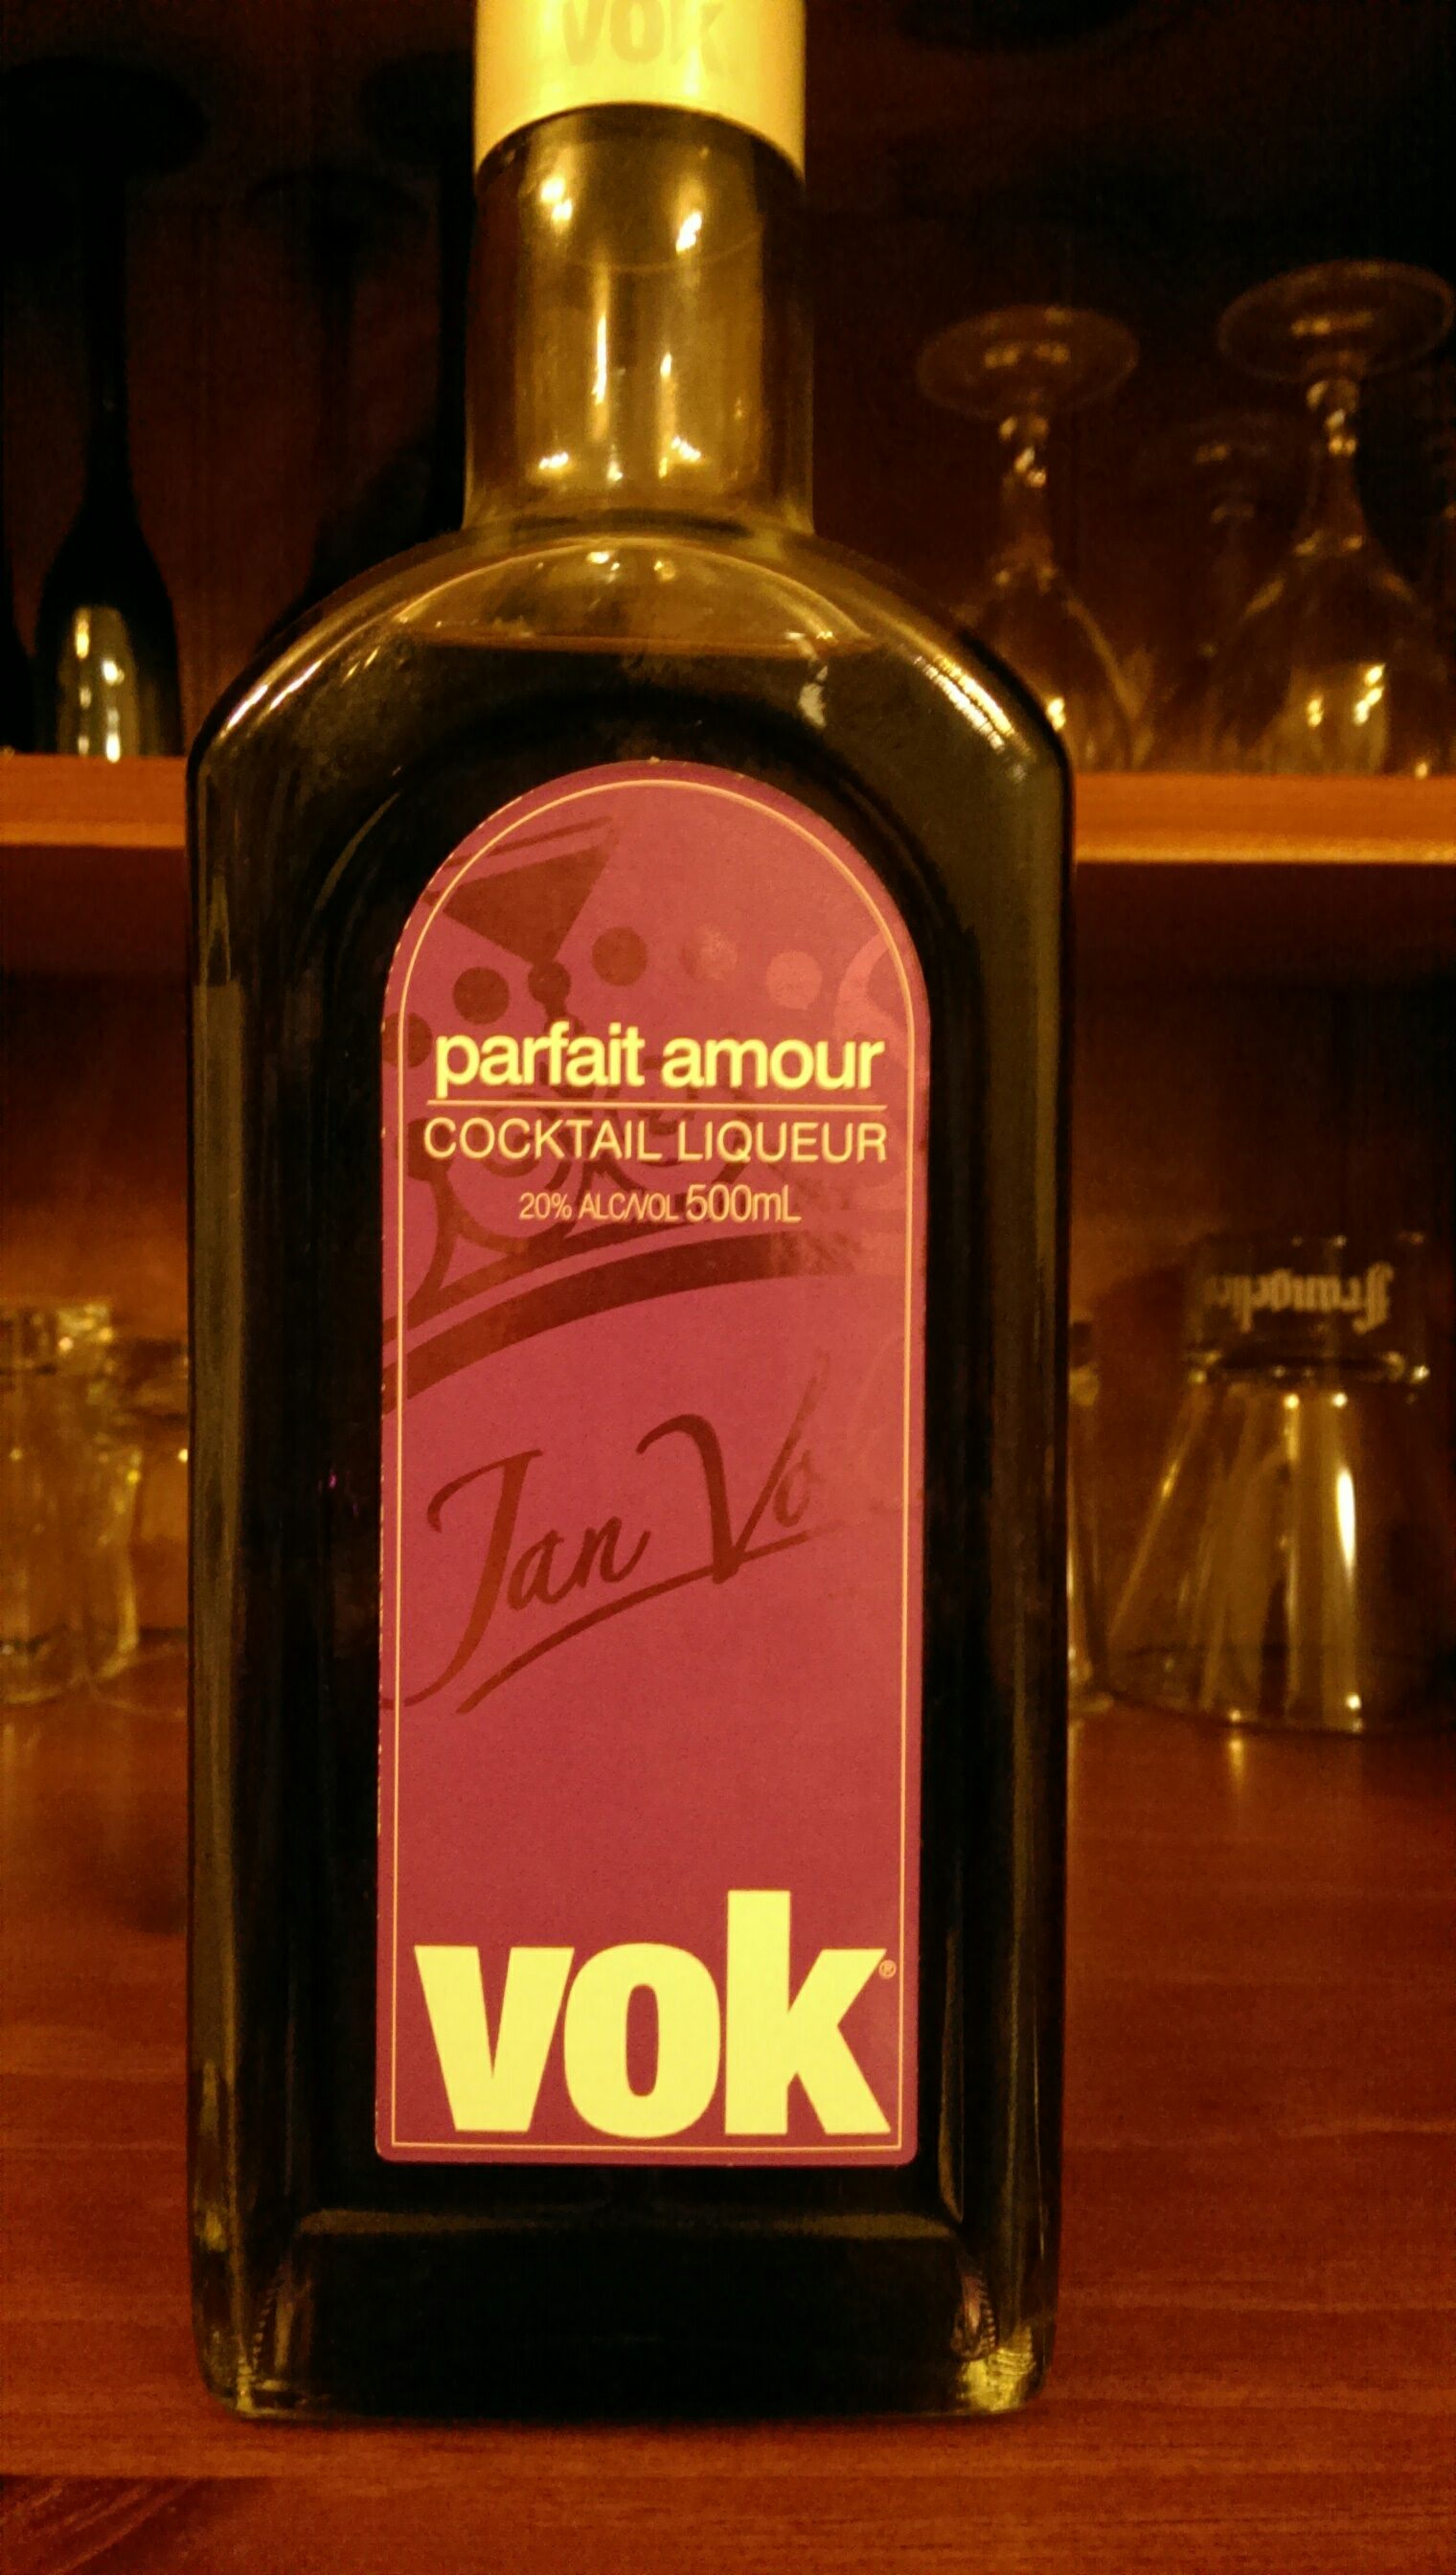 vok
parfait amour
COCKTAIL LIQUEUR
20% ALC/VOL 500mL
Jan Vo
vok®